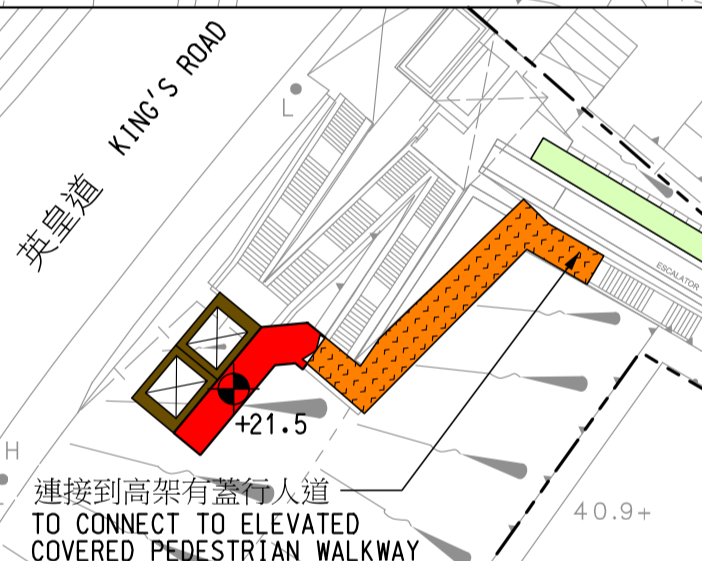 英皇道 KING'S ROAD
L
ESCALATOR
+21.5
H
連接到高架有蓋行人道
TO CONNECT TO ELEVATED
COVERED PEDESTRIAN WALKWAY
40.9+